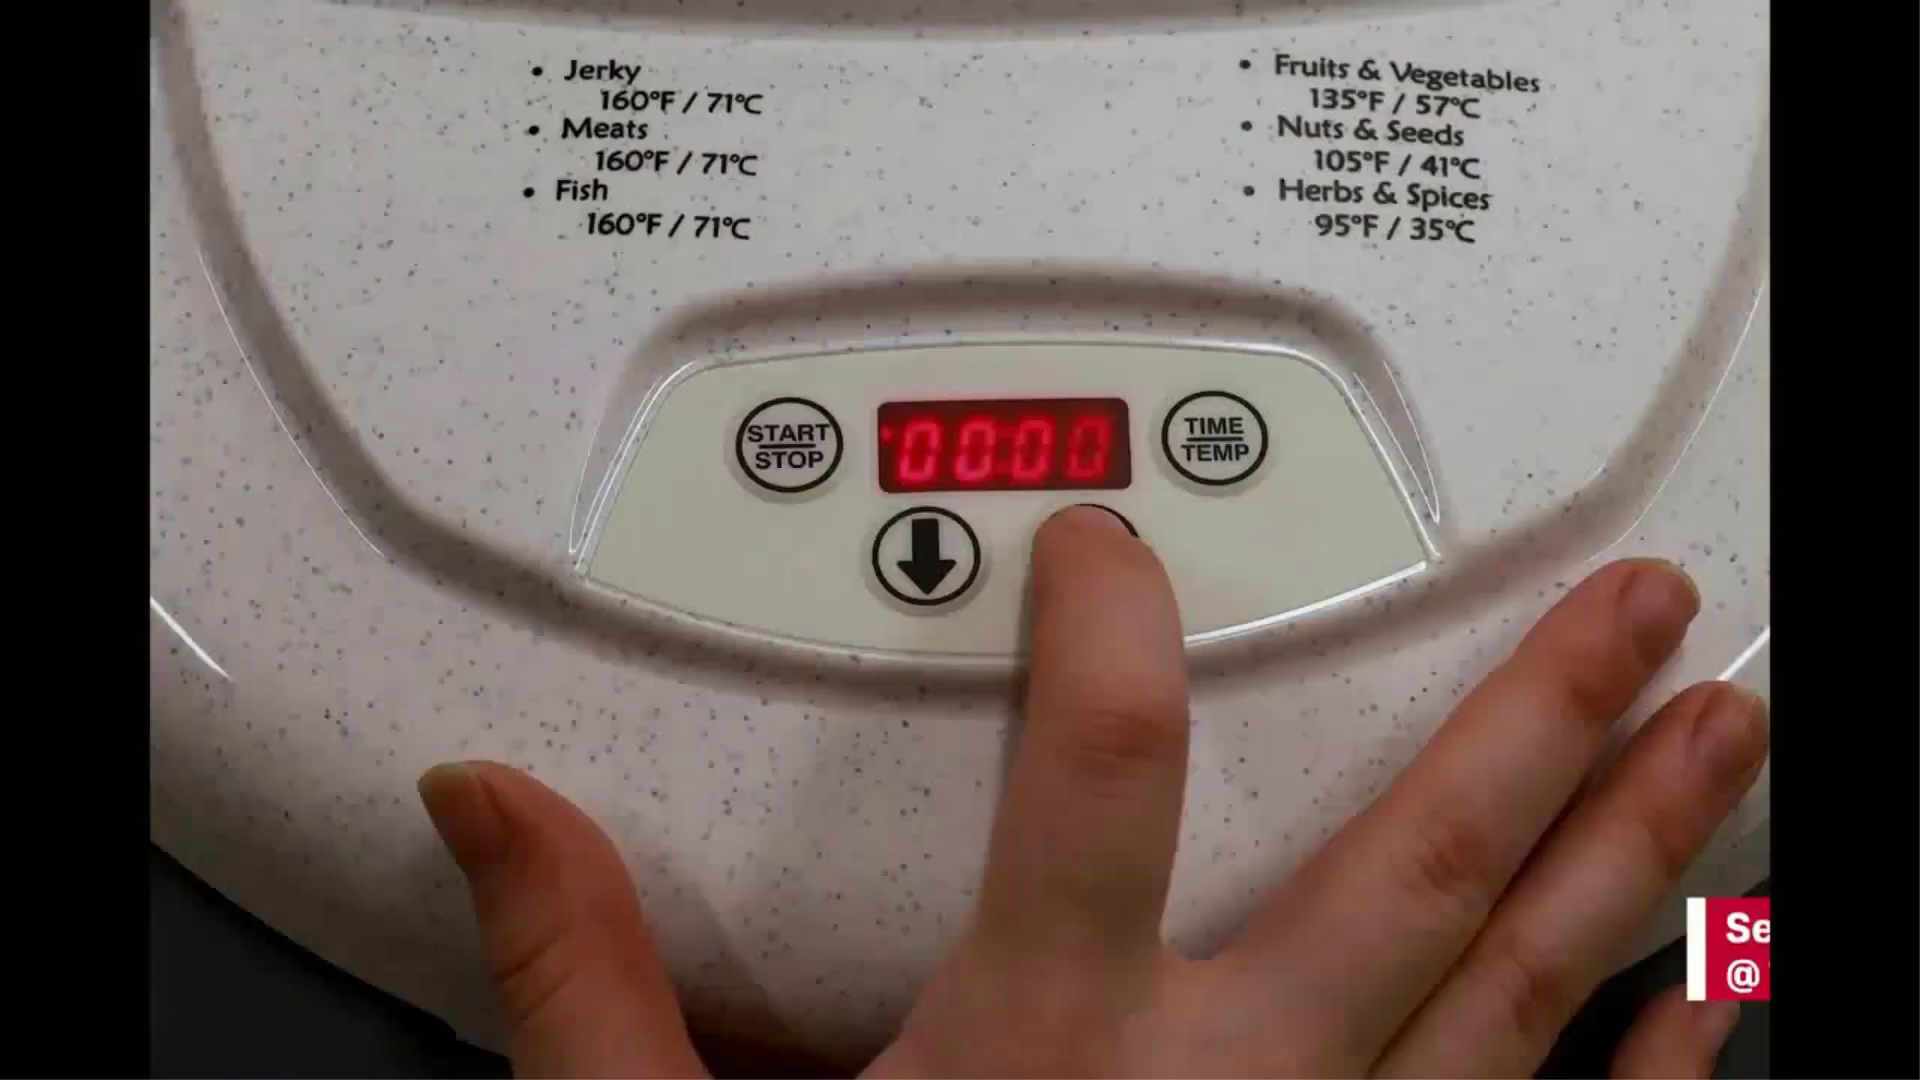 • Jerky
160°F / 71°C
• Meats
160°F / 71°C
• Fish
160°F / 71°C
• Fruits & Vegetables
135°F / 57°C
• Nuts & Seeds
105°F / 41°C
• Herbs & Spices
95°F / 35°C
START
STOP
00:00
TIME
TEMP
Se
@